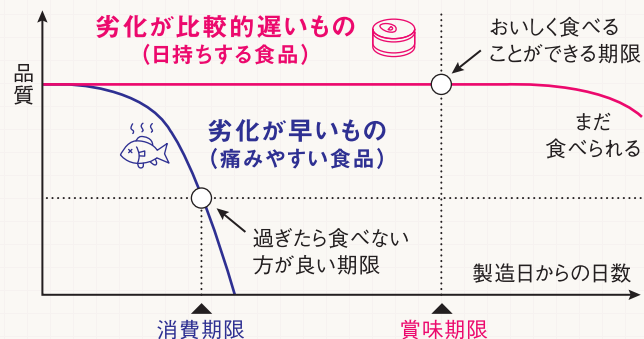 劣化が比較的遅いもの
（日持ちする食品）
おいしく食べる
ことができる期限
品質
まだ
食べられる
劣化が早いもの
（痛みやすい食品）
過ぎたら食べない
方が良い期限
製造日からの日数
消費期限
賞味期限